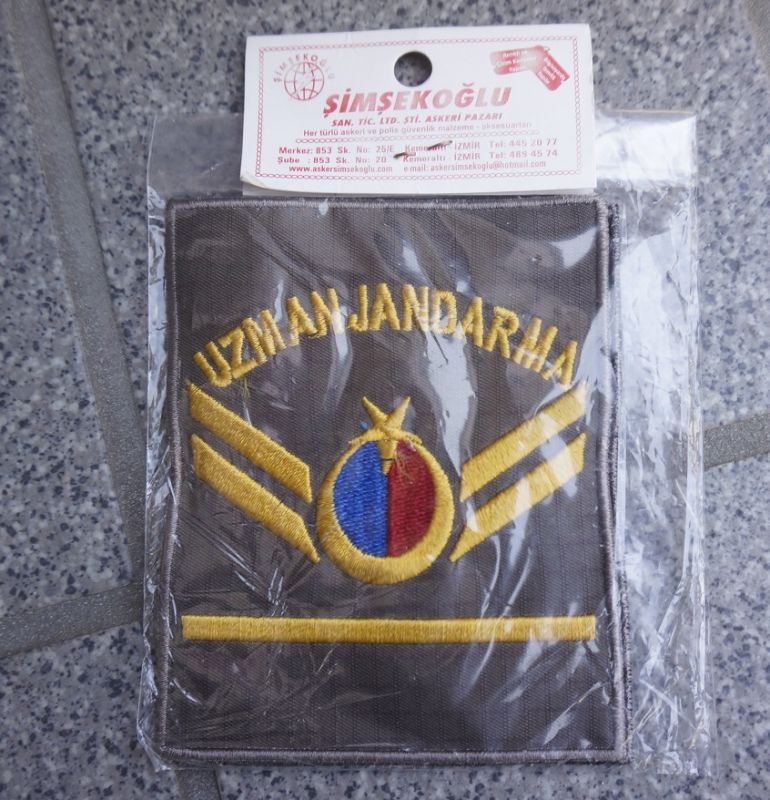 ŞİMŞEKOĞLU
ŞİMŞEKOĞLU
SAN. TİC. LTD. ŞTİ. ASKERİ PAZARI
Her türlü askeri ve polis güvenlik malzeme - aksesuarları
Merkez: 853 Sk. No: 25/E Kemeraltı - İZMİR Tel: 445 20 77
Şube : 853 Sk. No: 20 Kemeraltı - İZMİR Tel: 489 45 74
www.askersimsekoglu.com e-mail: askersimsekoglu@hotmail.com
UZMAN JANDARMA